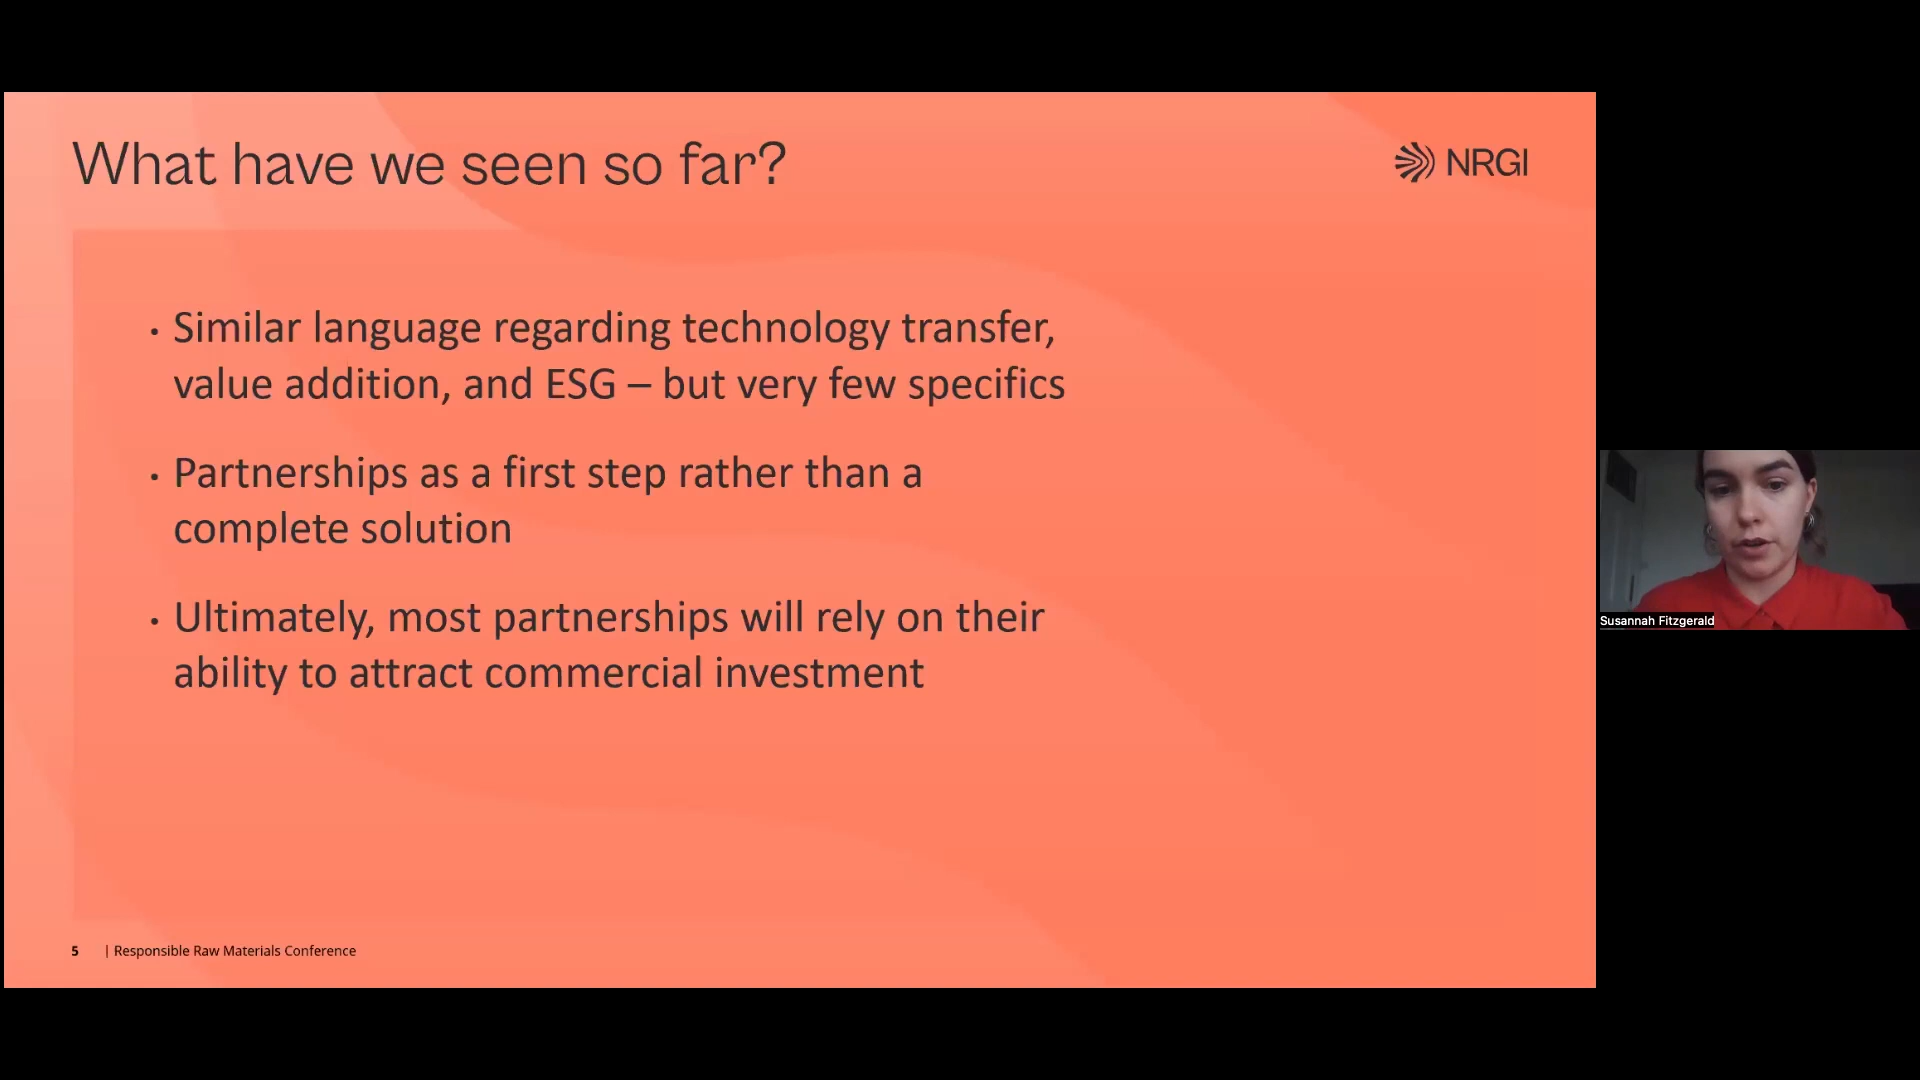 What have we seen so far?
NRGI
• Similar language regarding technology transfer,
value addition, and ESG – but very few specifics
• Partnerships as a first step rather than a
complete solution
• Ultimately, most partnerships will rely on their
ability to attract commercial investment
Susannah Fitzgerald
5 | Responsible Raw Materials Conference